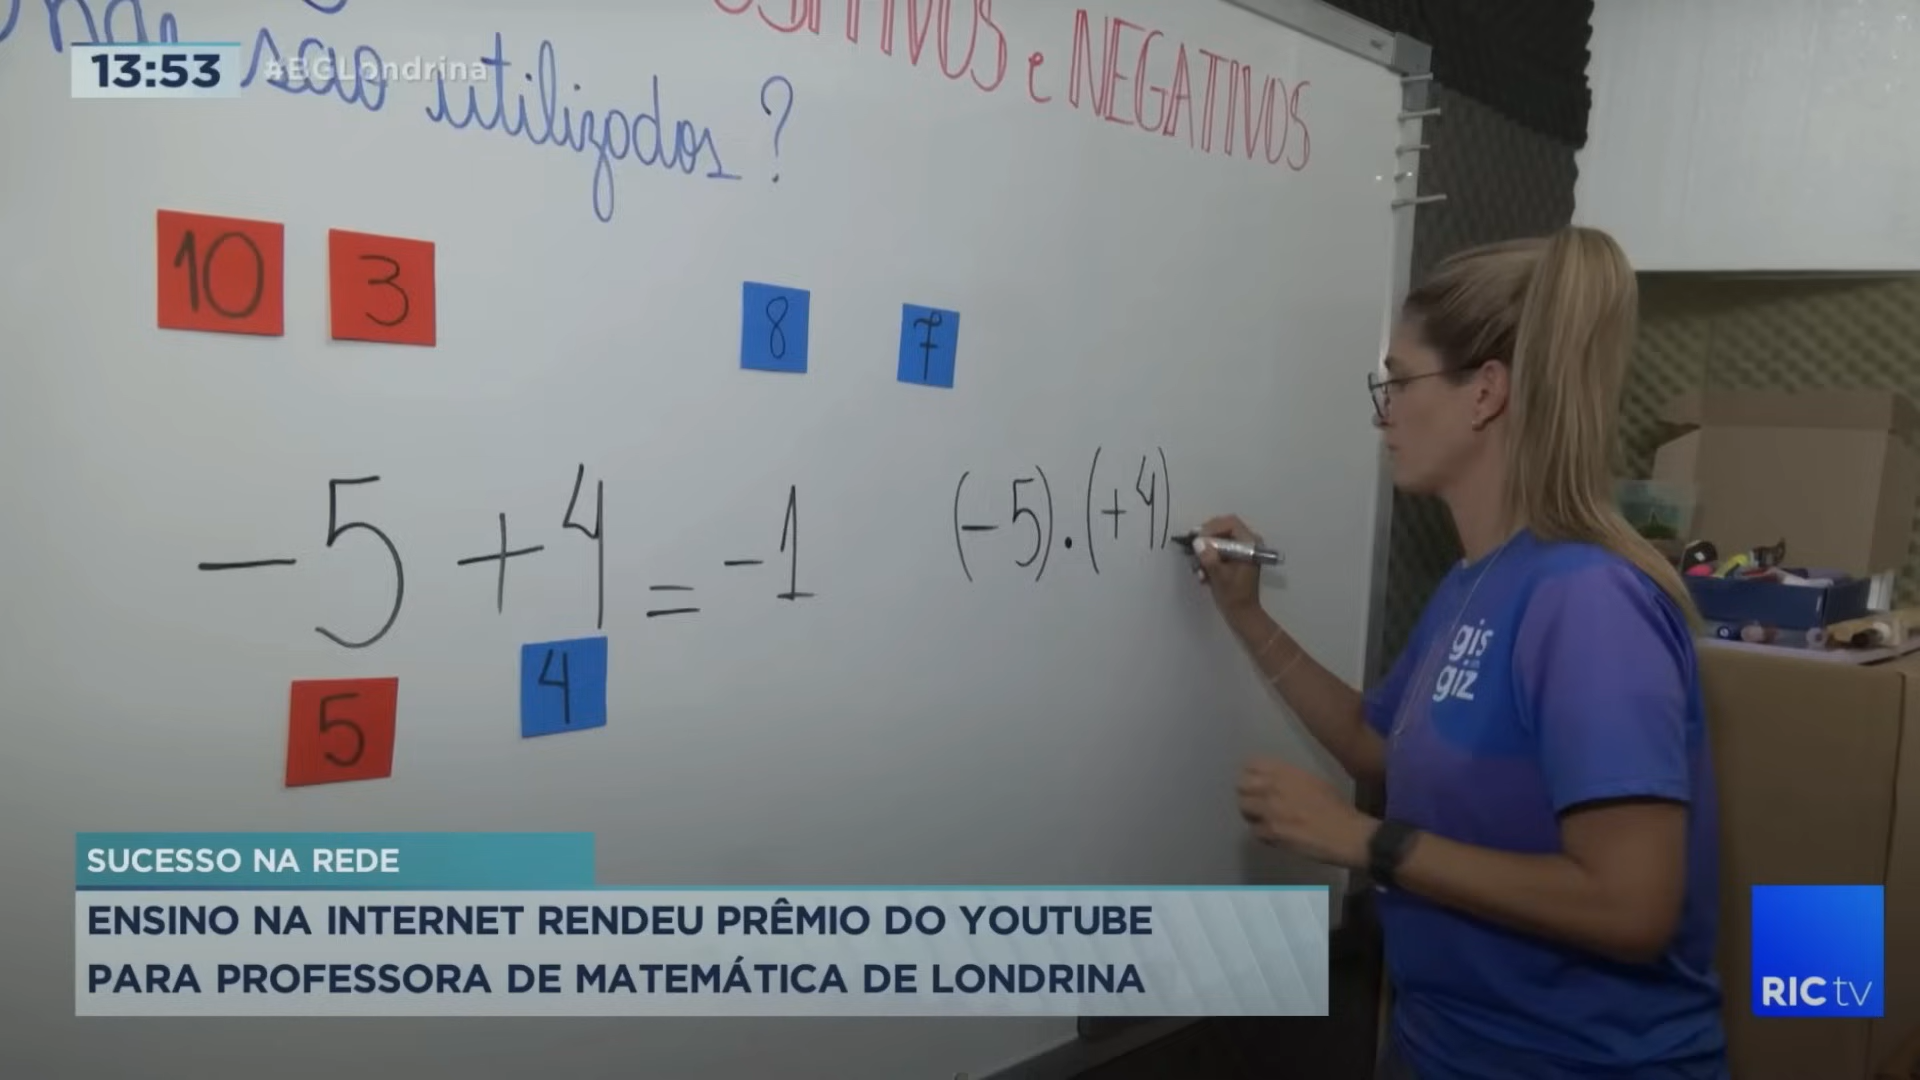 13:53
#BGLondrina
são utilizados?
e NEGATIVOS
10 3
8 7
-5 +4 = -1
(-5).(+4)
5 4
gis
giz
SUCESSO NA REDE
ENSINO NA INTERNET RENDEU PRÊMIO DO YOUTUBE
PARA PROFESSORA DE MATEMÁTICA DE LONDRINA
RIC tv